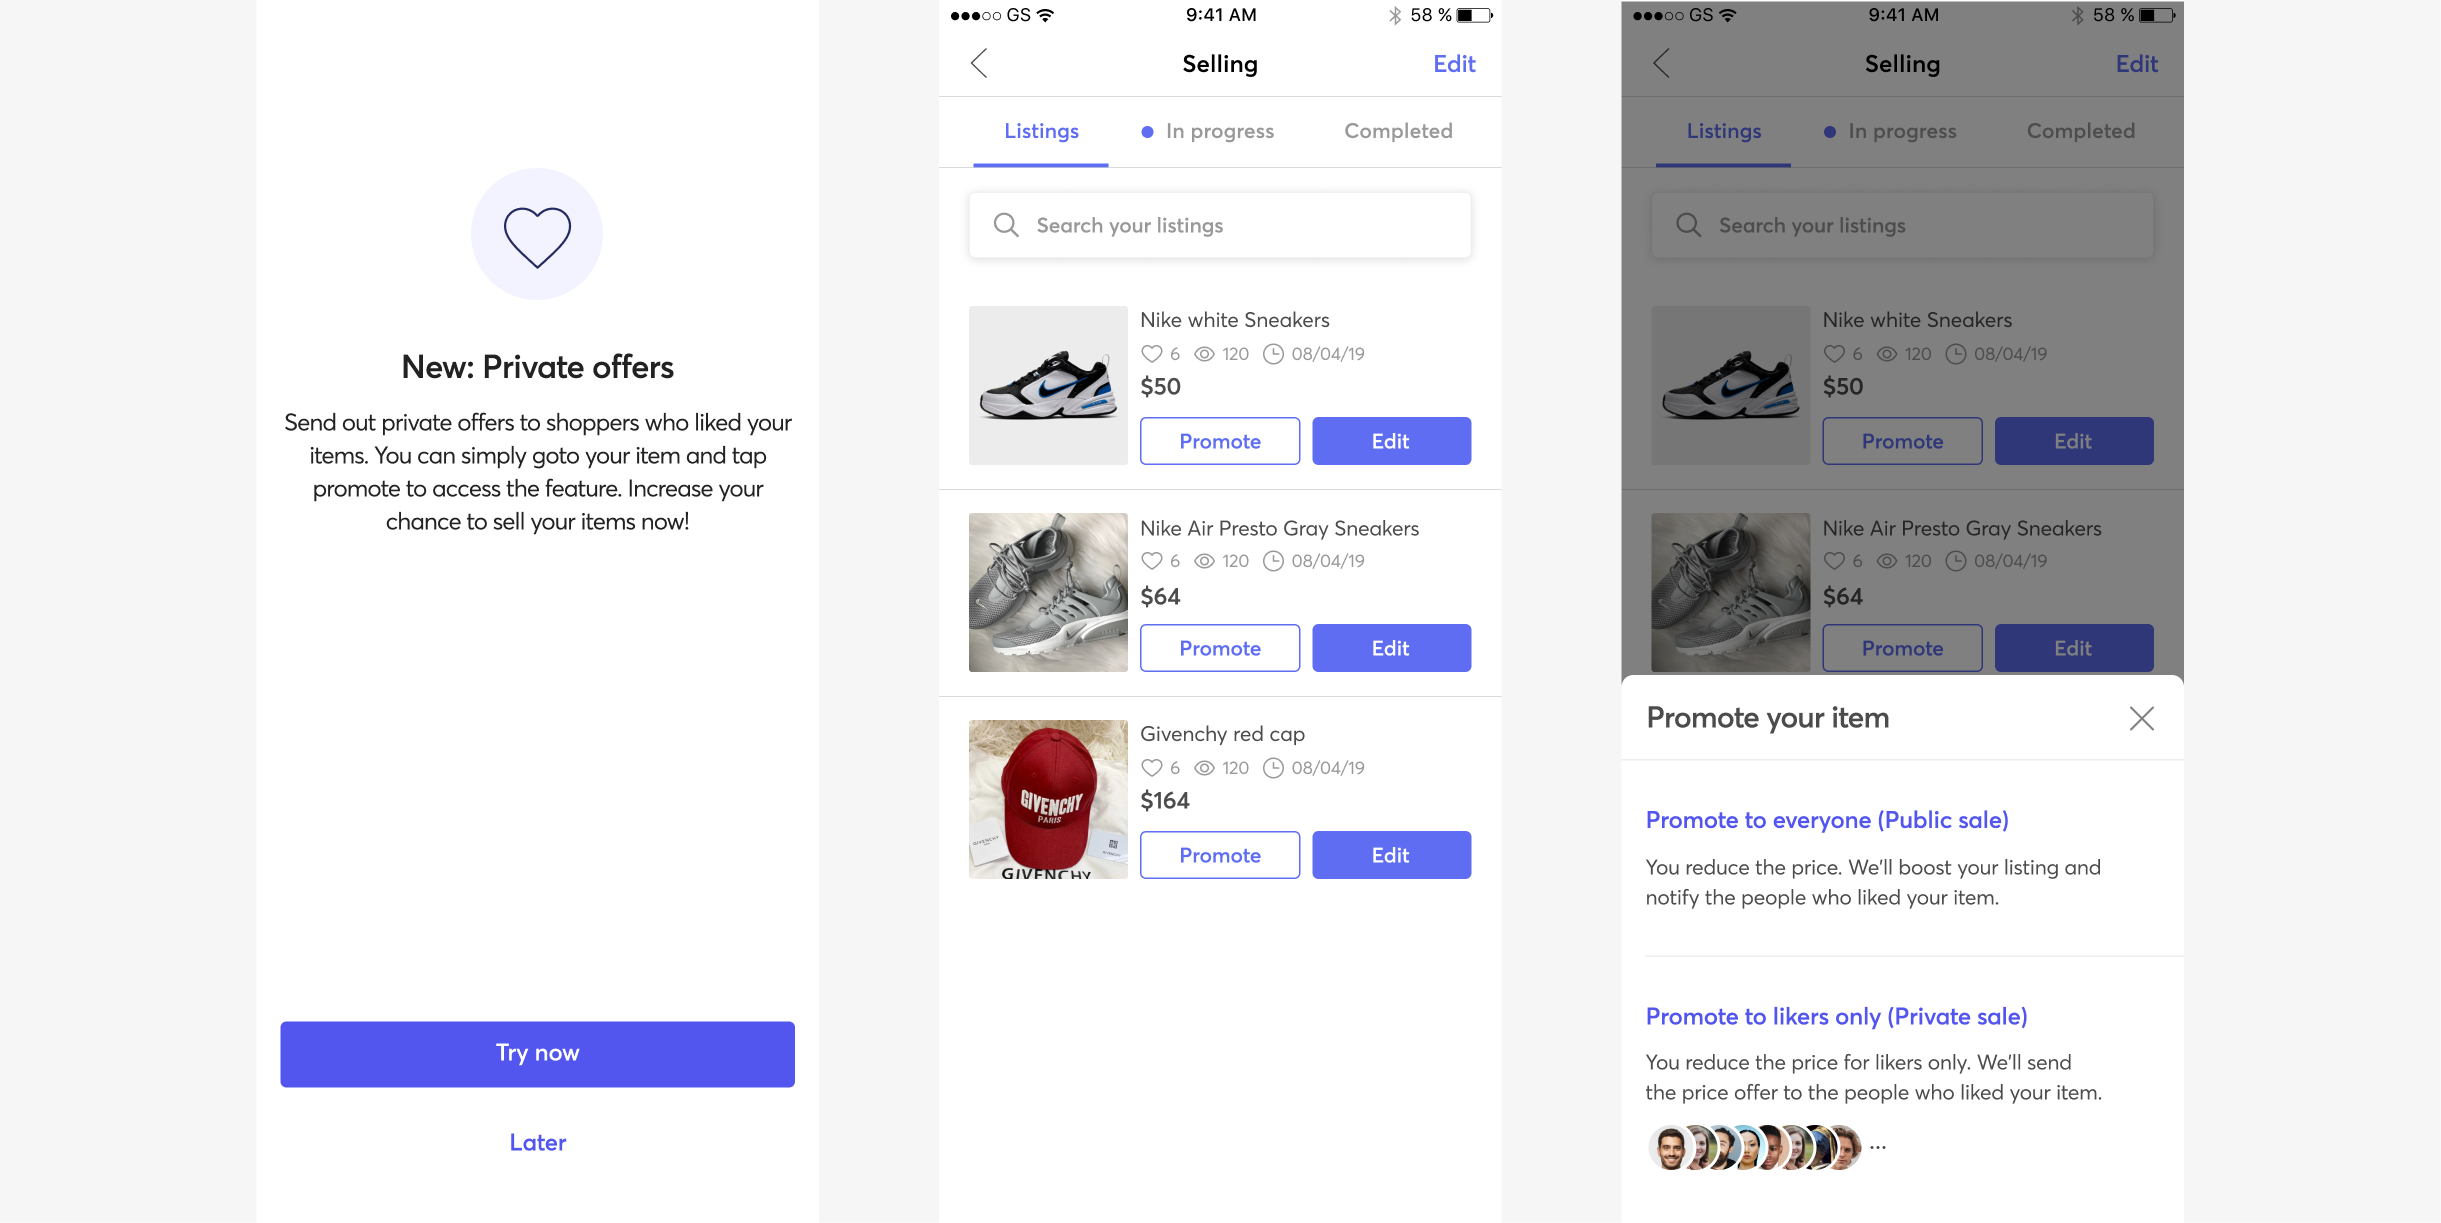 New: Private offers
Send out private offers to shoppers who liked your
items. You can simply goto your item and tap
promote to access the feature. Increase your
chance to sell your items now!
Try now
Later
GS 9:41 AM 58 %
Selling Edit
Listings In progress Completed
Search your listings
Nike white Sneakers
6 120 08/04/19
$50
Promote Edit
Nike Air Presto Gray Sneakers
6 120 08/04/19
$64
Promote Edit
Givenchy red cap
6 120 08/04/19
$164
Promote Edit
GIVENCHY
PARIS
GIVENCHY
GIVENCHY
GIVENCHY
GS 9:41 AM 58 %
Selling Edit
Listings In progress Completed
Search your listings
Nike white Sneakers
6 120 08/04/19
$50
Promote Edit
Nike Air Presto Gray Sneakers
6 120 08/04/19
$64
Promote Edit
Promote your item
Promote to everyone (Public sale)
You reduce the price. We'll boost your listing and
notify the people who liked your item.
Promote to likers only (Private sale)
You reduce the price for likers only. We'll send
the price offer to the people who liked your item.
...